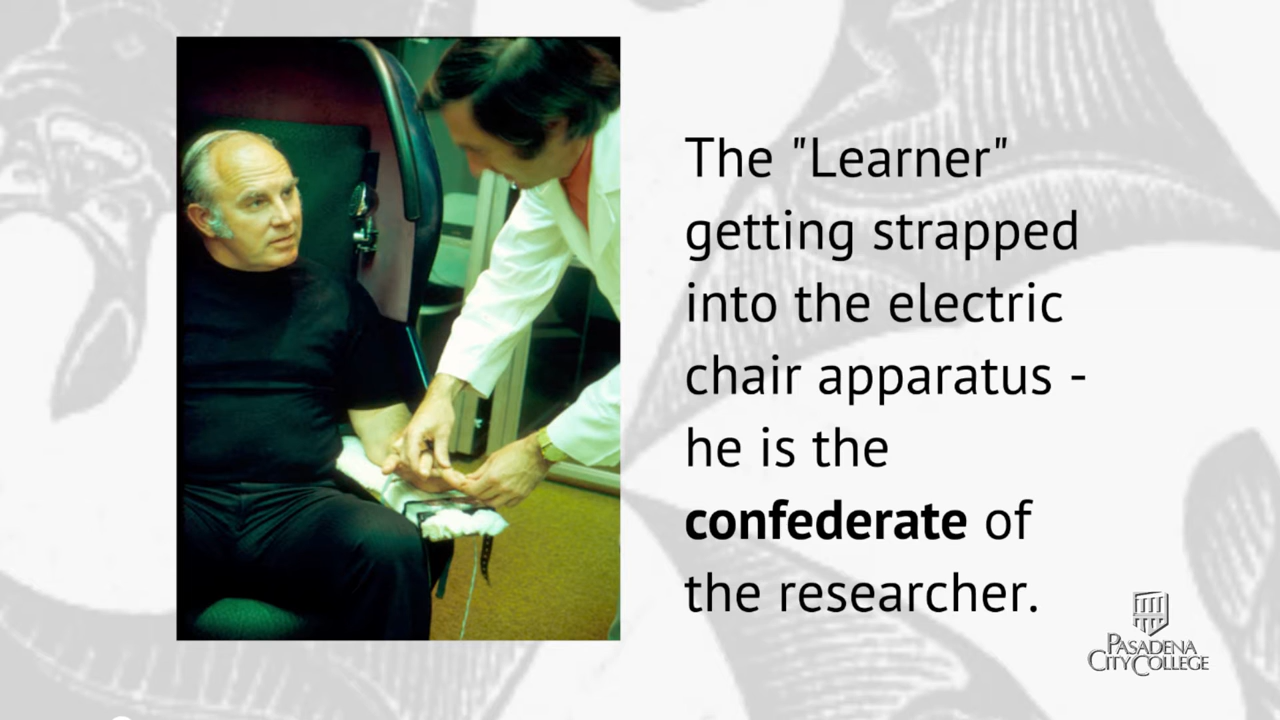 The "Learner"
getting strapped
into the electric
chair apparatus -
he is the
confederate of
the researcher.
PASADENA
CITY COLLEGE